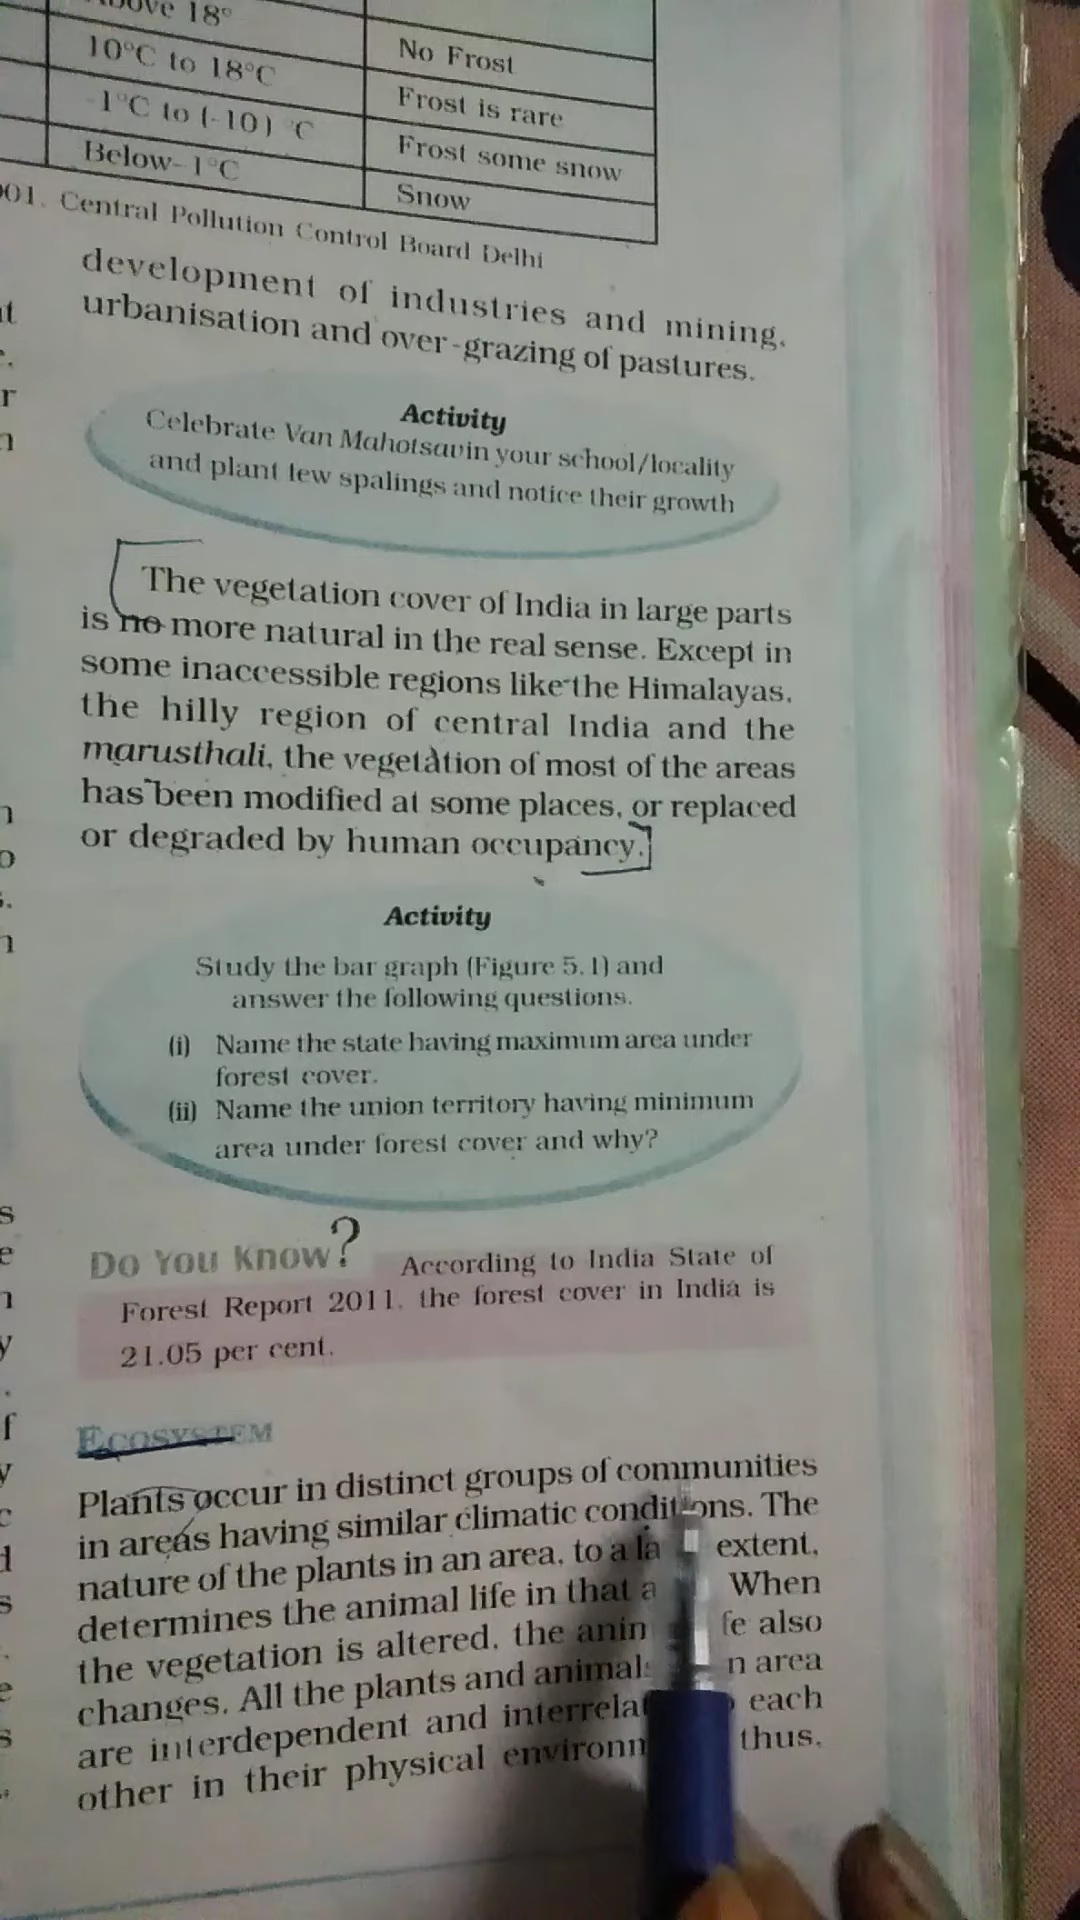 Above 18°
No Frost
10°C to 18°C
Frost is rare
-1°C to (-10) °C
Frost some snow
Below-1°C
Snow
001. Central Pollution Control Board Delhi
development of industries and mining,
urbanisation and over-grazing of pastures.
Activity
Celebrate Van Mahotsav in your school/locality
and plant few spalings and notice their growth
The vegetation cover of India in large parts
is no more natural in the real sense. Except in
some inaccessible regions like the Himalayas,
the hilly region of central India and the
marusthali, the vegetation of most of the areas
has been modified at some places, or replaced
or degraded by human occupancy.
Activity
Study the bar graph (Figure 5.1) and
answer the following questions.
(i) Name the state having maximum area under
forest cover.
(ii) Name the union territory having minimum
area under forest cover and why?
Do You Know?
According to India State of
Forest Report 2011, the forest cover in India is
21.05 per cent.
ECOSYSTEM
Plants occur in distinct groups of communities
in areas having similar climatic conditions. The
nature of the plants in an area, to a la extent,
determines the animal life in that a When
the vegetation is altered, the anim fe also
changes. All the plants and animals n area
are interdependent and interrelat each
other in their physical environm thus,